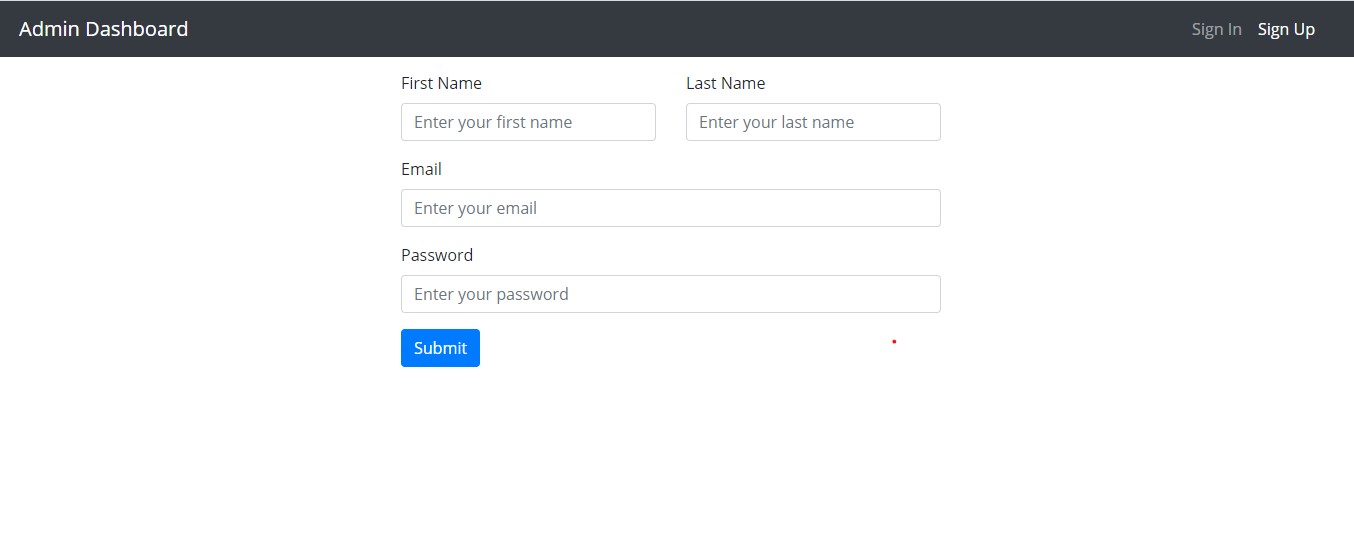 Admin Dashboard Sign In Sign Up
First Name Last Name
Enter your first name Enter your last name
Email
Enter your email
Password
Enter your password
Submit